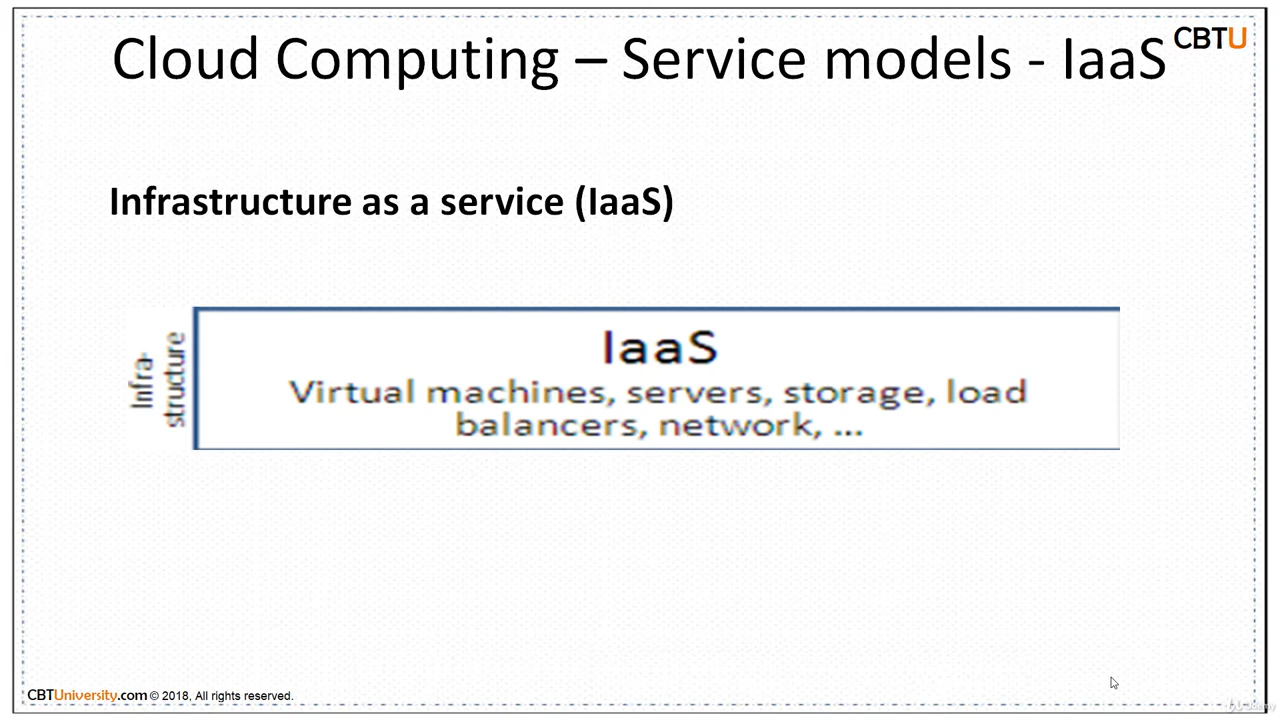 Cloud Computing – Service models - IaaS
CBTU
Infrastructure as a service (IaaS)
Infra-
structure
IaaS
Virtual machines, servers, storage, load
balancers, network, ...
CBTUniversity.com © 2018, All rights reserved.